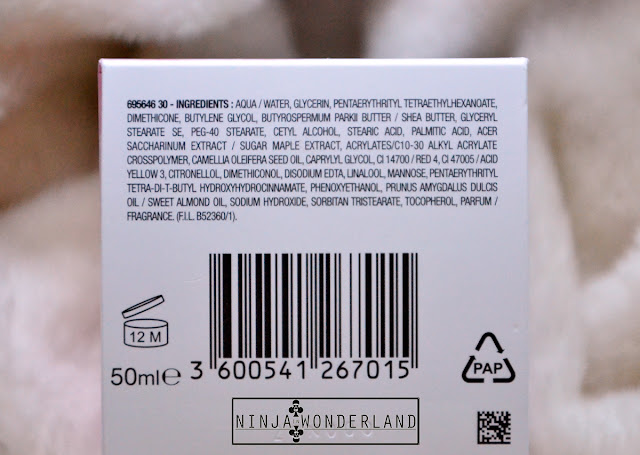 695646 30 - INGREDIENTS : AQUA / WATER, GLYCERIN, PENTAERYTHRITYL TETRAETHYLHEXANOATE,
DIMETHICONE, BUTYLENE GLYCOL, BUTYROSPERMUM PARKII BUTTER / SHEA BUTTER, GLYCERYL
STEARATE SE, PEG-40 STEARATE, CETYL ALCOHOL, STEARIC ACID, PALMITIC ACID, ACER
SACCHARINUM EXTRACT / SUGAR MAPLE EXTRACT, ACRYLATES/C10-30 ALKYL ACRYLATE
CROSSPOLYMER, CAMELLIA OLEIFERA SEED OIL, CAPRYLYL GLYCOL, CI 14700 / RED 4, CI 47005 / ACID
YELLOW 3, CITRONELLOL, DIMETHICONOL, DISODIUM EDTA, LINALOOL, MANNOSE, PENTAERYTHRITYL
TETRA-DI-T-BUTYL HYDROXYHYDROCINNAMATE, PHENOXYETHANOL, PRUNUS AMYGDALUS DULCIS
OIL / SWEET ALMOND OIL, SODIUM HYDROXIDE, SORBITAN TRISTEARATE, TOCOPHEROL, PARFUM /
FRAGRANCE. (F.I.L. B52360/1).
12 M
50ml℮
3 600541 267015
PAP
NINJA WONDERLAND